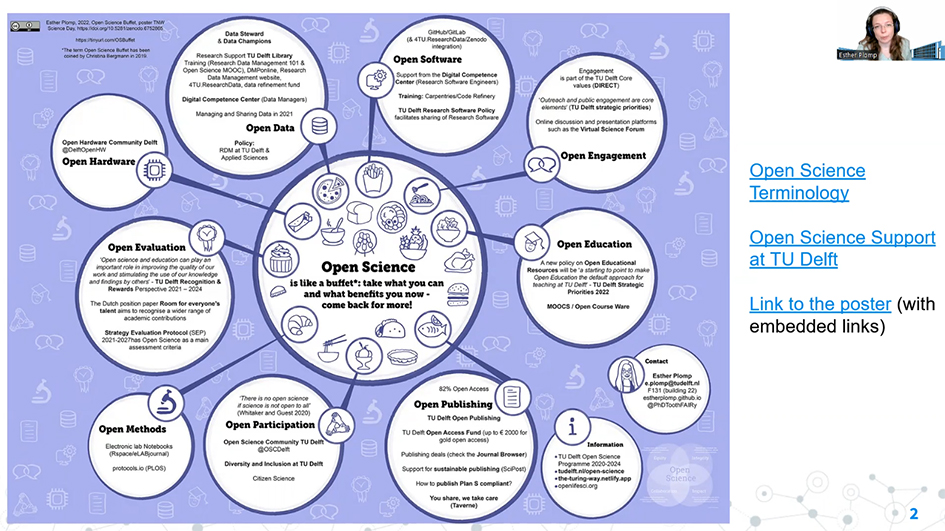 Esther Plomp, 2022, Open Science Buffet, poster TNW
Science Day, https://doi.org/10.5281/zenodo.6752805,
https://tinyurl.com/OSBuffet
*The term Open Science Buffet has been
coined by Christina Bergmann in 2019
Data Steward
& Data Champions
Research Support TU Delft Library
Training (Research Data Management 101 &
Open Science MOOC), DMPonline, Research
Data Management website,
4TU.ResearchData, data refinement fund
Digital Competence Center (Data Managers)
Managing and Sharing Data in 2021
Open Data
Policy:
RDM at TU Delft &
Applied Sciences
GitHub/GitLab
(& 4TU.ResearchData/Zenodo
integration)
Open Software
Support from the Digital Competence
Center (Research Software Engineers)
Training: Carpentries/Code Refinery
TU Delft Research Software Policy
facilitates sharing of Research Software
Engagement
is part of the TU Delft Core
values (DIRECT)
'Outreach and public engagement are core
elements' (TU Delft strategic priorities)
Online discussion and presentation platforms
such as the Virtual Science Forum
Open Engagement
Open Hardware Community Delft
@DelftOpenHW
Open Hardware
Open Evaluation
'Open science and education can play an
important role in improving the quality of our
work and stimulating the use of our knowledge
and findings by others' - TU Delft Recognition
& Rewards Perspective 2021 – 2024
The Dutch position paper Room for everyone's
talent aims to recognise a wider range of
academic contributions
Strategy Evaluation Protocol (SEP)
2021-2027has Open Science as a main
assessment criteria
Open Science
is like a buffet*: take what you can
and what benefits you now -
come back for more!
Open Education
A new policy on Open Educational
Resources will be 'a starting to point to make
Open Education the default approach for
teaching at TU Delft' - TU Delft Strategic
Priorities 2022
MOOCS / Open Course Ware
Open Methods
Electronic lab Notebooks
(Rspace/eLABjournal)
protocols.io (PLOS)
'There is no open science
if science is not open to all'
(Whitaker and Guest 2020)
Open Participation
Open Science Community TU Delft
@OSCDelft
Diversity and Inclusion at TU Delft
Citizen Science
82% Open Access
Open Publishing
TU Delft Open Publishing
TU Delft Open Access Fund (up to € 2000 for
gold open access)
Publishing deals (check the Journal Browser)
Support for sustainable publishing (SciPost)
How to publish Plan S compliant?
You share, we take care
(Taverne)
Information
• TU Delft Open Science
Programme 2020-2024
• tudelft.nl/open-science
• the-turing-way.netlify.app
• openlifesci.org
Contact
Esther Plomp
e.plomp@tudelft.nl
F131 (building 22)
estherplomp.github.io
@PhDToothFAIRy
Open
Science
Esther Plomp
Open Science
Terminology
Open Science Support
at TU Delft
Link to the poster (with
embedded links)
2